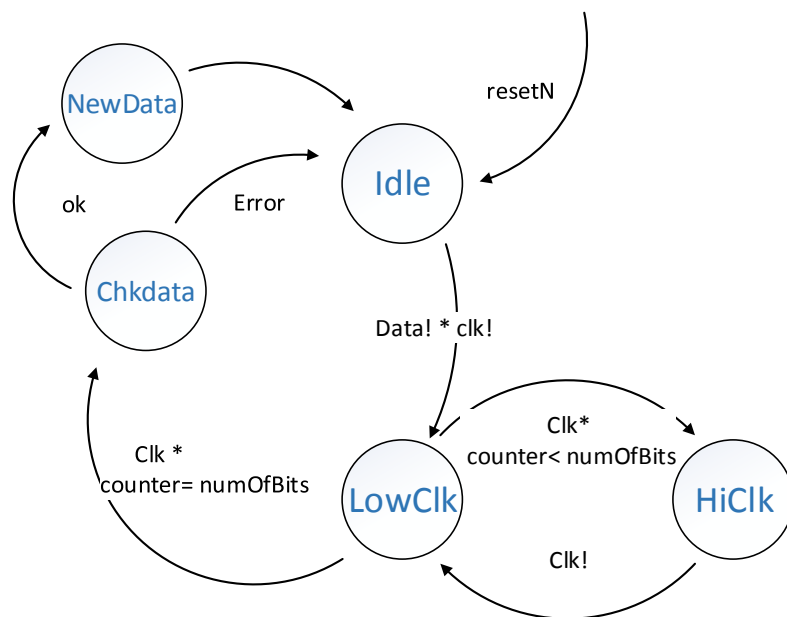 resetN
NewData
Idle
Error
ok
Chkdata
Data! * clk!
Clk*
counter< numOfBits
Clk *
counter= numOfBits
LowClk
HiClk
Clk!